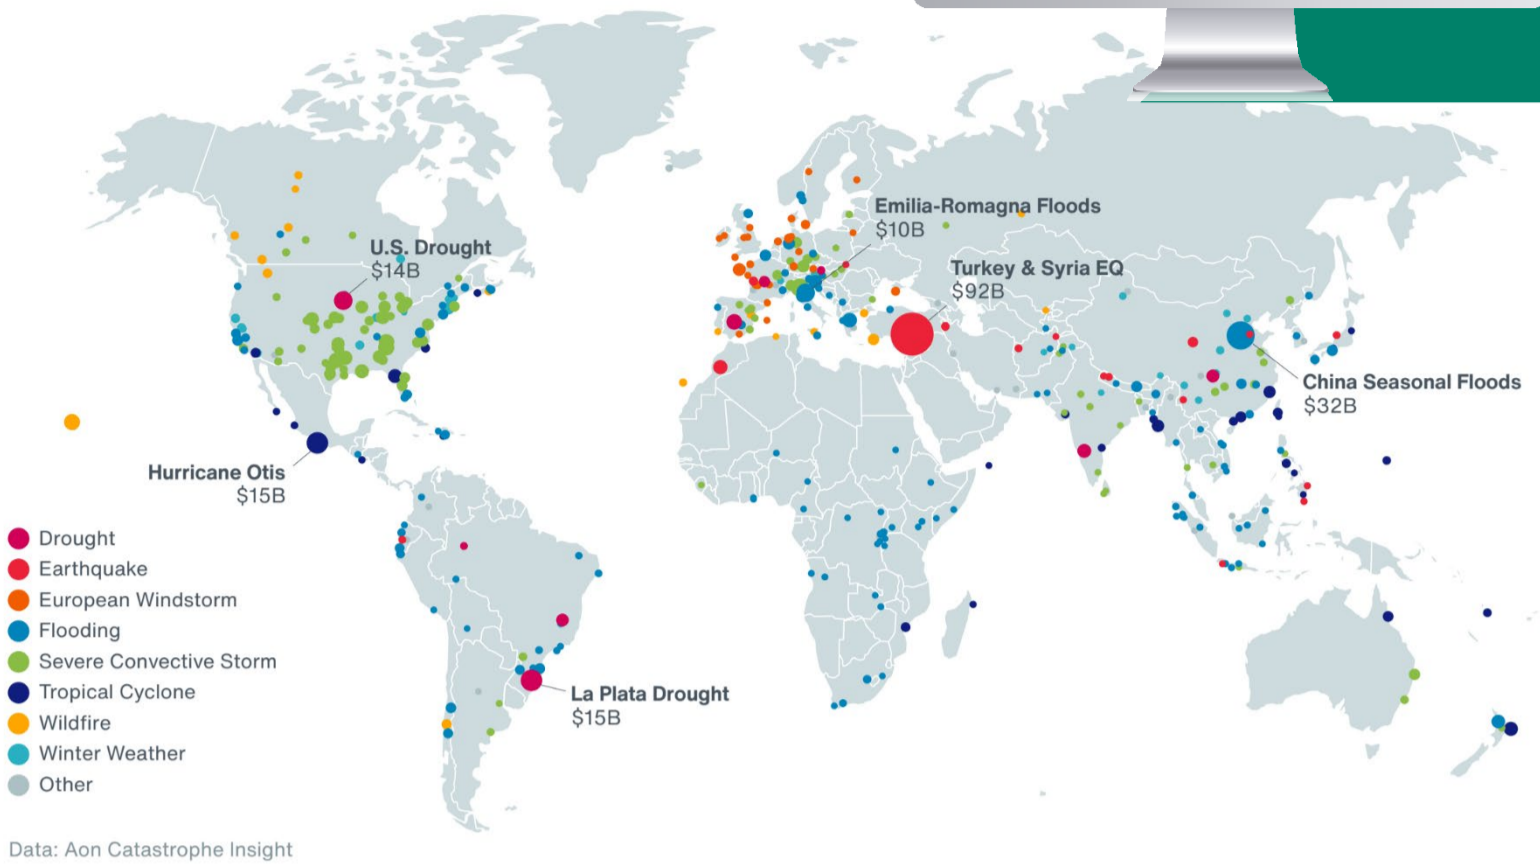 Emilia-Romagna Floods
$10B
U.S. Drought
$14B
Turkey & Syria EQ
$92B
China Seasonal Floods
$32B
Hurricane Otis
$15B
La Plata Drought
$15B
Drought
Earthquake
European Windstorm
Flooding
Severe Convective Storm
Tropical Cyclone
Wildfire
Winter Weather
Other
Data: Aon Catastrophe Insight